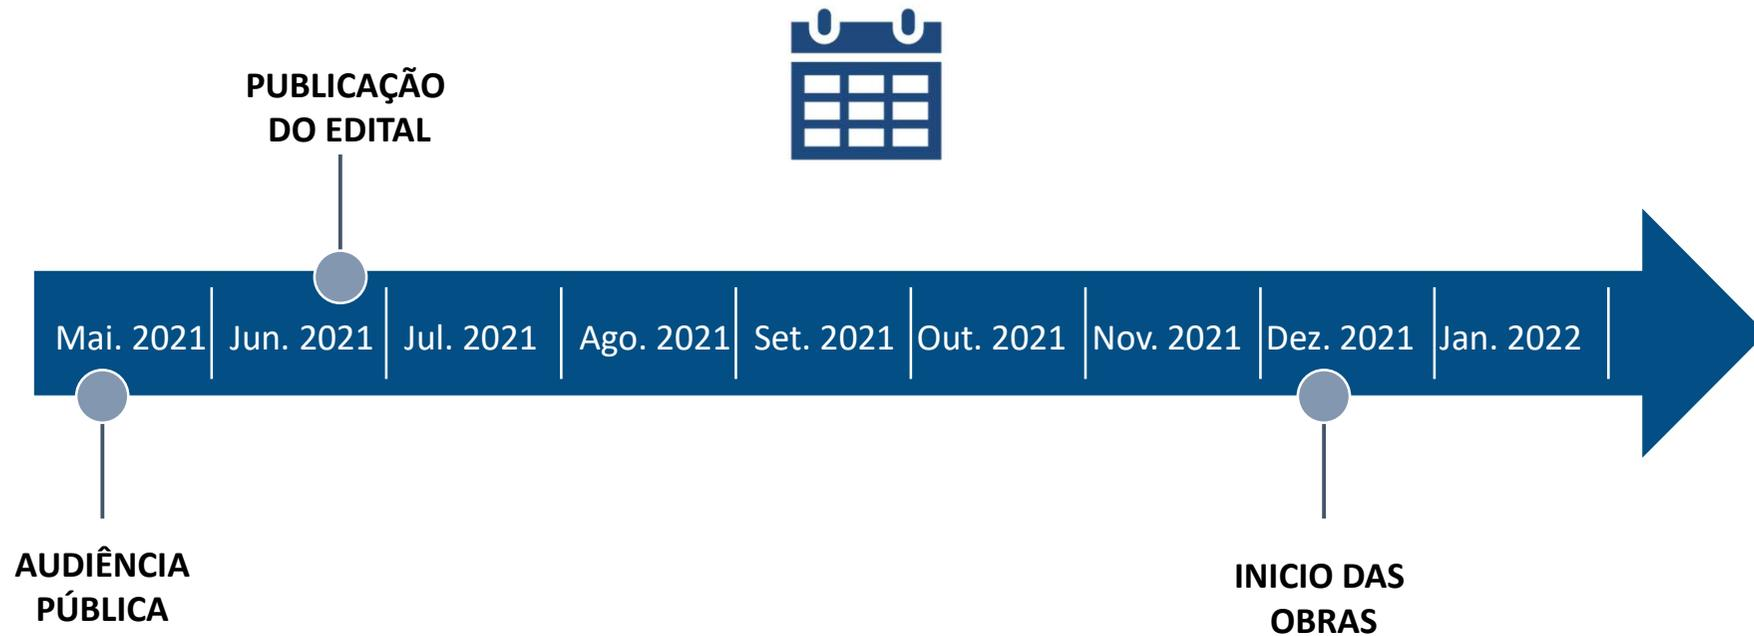 PUBLICAÇÃO
DO EDITAL
Mai. 2021
Jun. 2021
Jul. 2021
Ago. 2021
Set. 2021
Out. 2021
Nov. 2021
Dez. 2021
Jan. 2022
AUDIÊNCIA
PÚBLICA
INICIO DAS
OBRAS